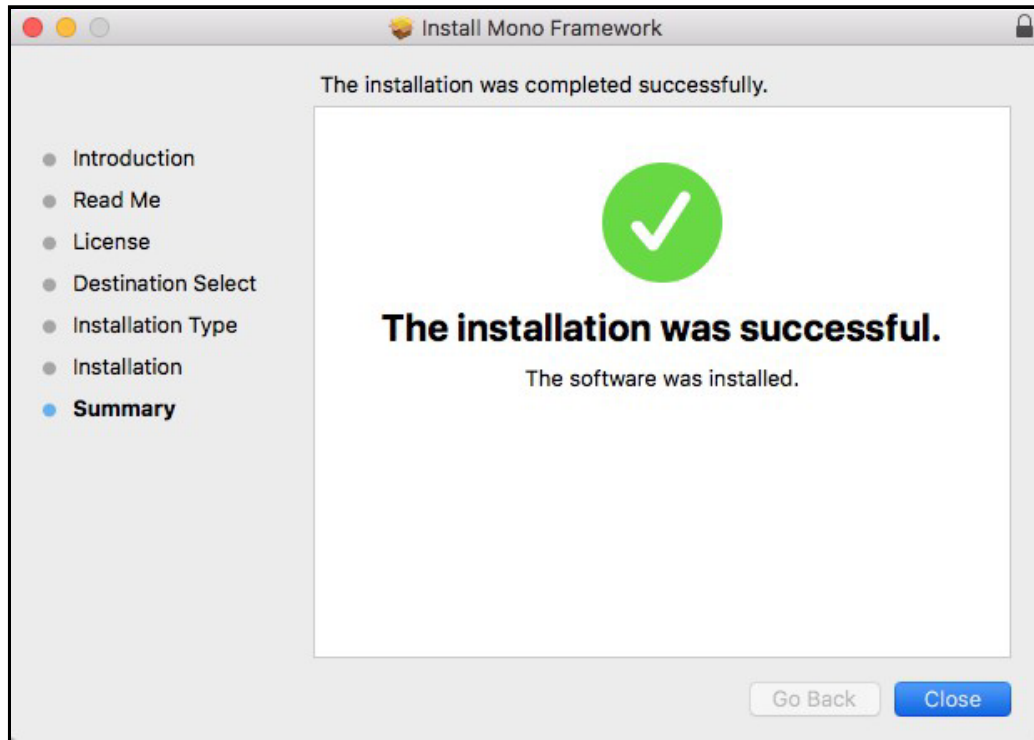 Install Mono Framework
The installation was completed successfully.
Introduction
Read Me
License
Destination Select
Installation Type
Installation
Summary
The installation was successful.
The software was installed.
Go Back
Close